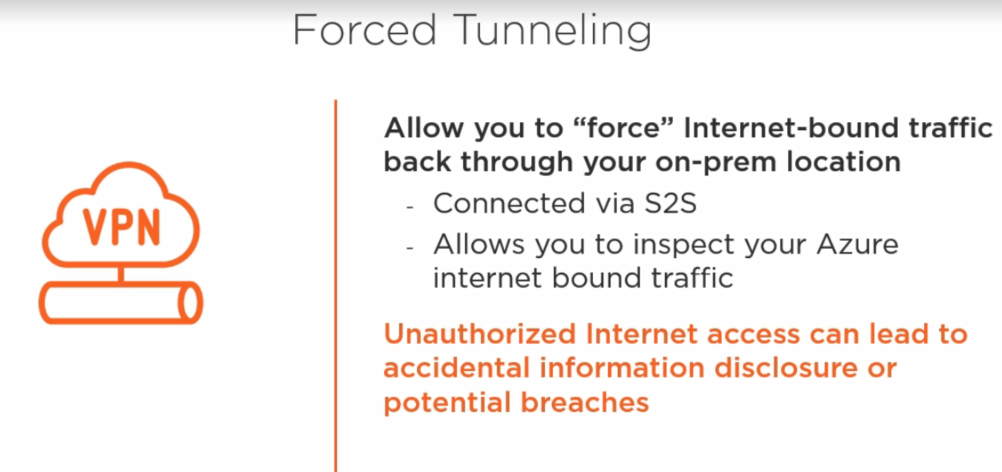 Forced Tunneling
VPN
Allow you to “force” Internet-bound traffic
back through your on-prem location
- Connected via S2S
- Allows you to inspect your Azure
internet bound traffic
Unauthorized Internet access can lead to
accidental information disclosure or
potential breaches